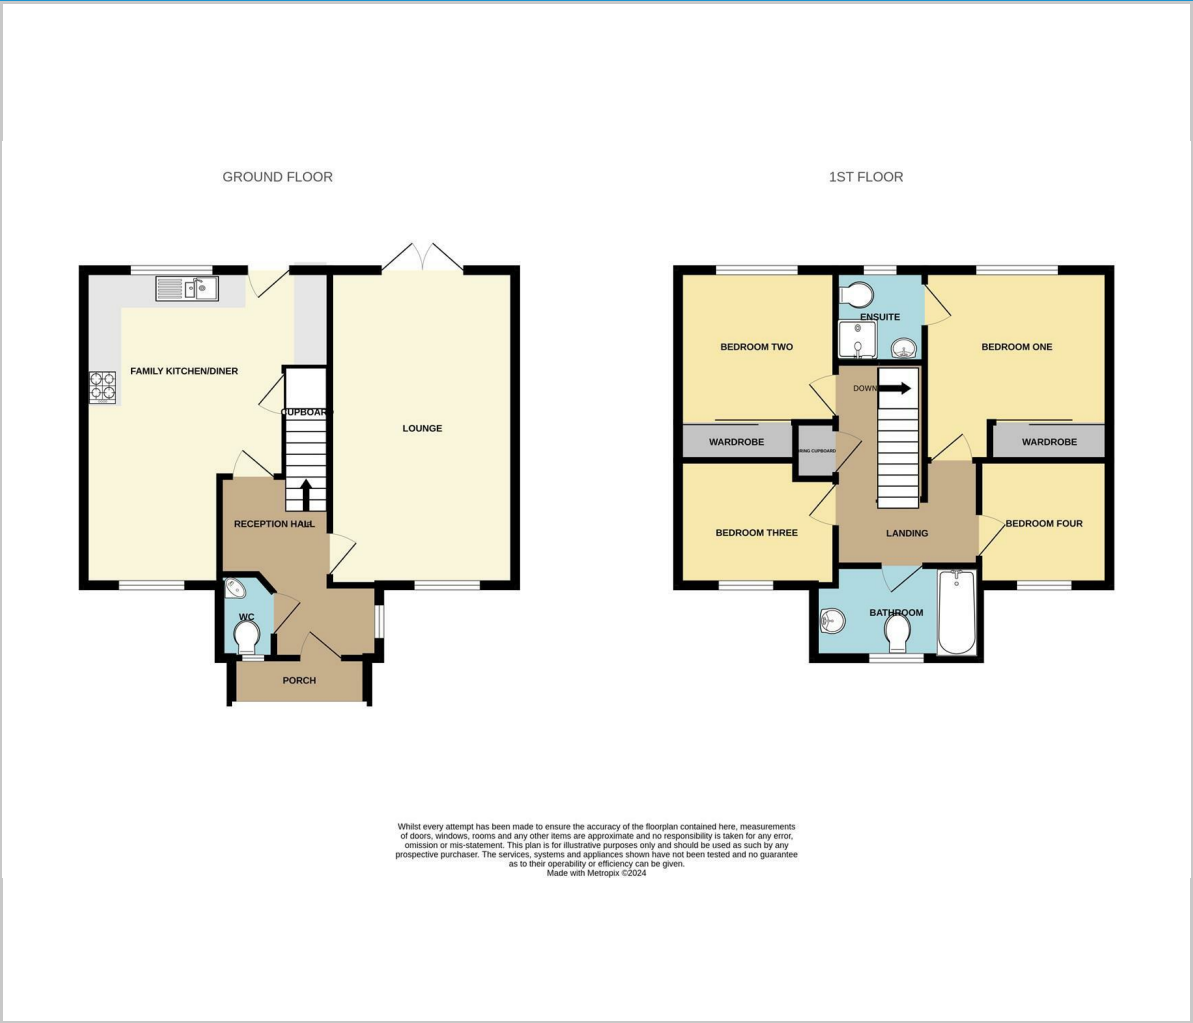 GROUND FLOOR
1ST FLOOR
FAMILY KITCHEN/DINER
CUPBOARD
LOUNGE
RECEPTION HALL
WC
PORCH
BEDROOM TWO
ENSUITE
BEDROOM ONE
DOWN
WARDROBE
CUPBOARD
WARDROBE
BEDROOM THREE
LANDING
BEDROOM FOUR
BATHROOM
Whilst every attempt has been made to ensure the accuracy of the floorplan contained here, measurements
of doors, windows, rooms and any other items are approximate and no responsibility is taken for any error,
omission or mis-statement. This plan is for illustrative purposes only and should be used as such by any
prospective purchaser. The services, systems and appliances shown have not been tested and no guarantee
as to their operability or efficiency can be given.
Made with Metropix ©2024